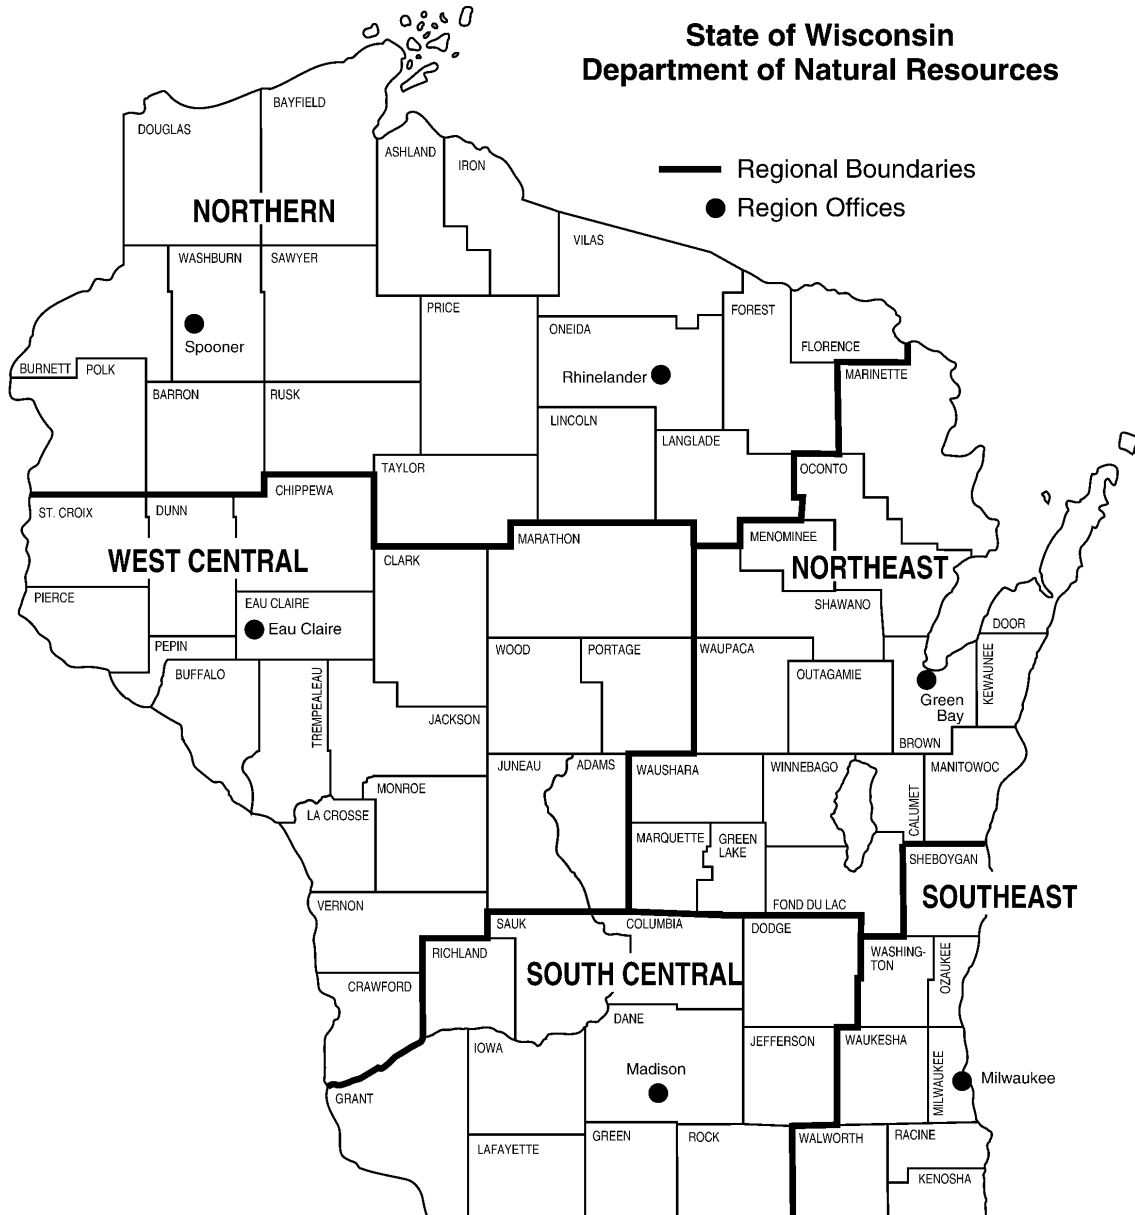 State of Wisconsin
Department of Natural Resources
Regional Boundaries
Region Offices
BAYFIELD
DOUGLAS
ASHLAND
IRON
NORTHERN
VILAS
WASHBURN
SAWYER
PRICE
FOREST
ONEIDA
Spooner
FLORENCE
BURNETT
POLK
Rhinelander
MARINETTE
BARRON
RUSK
LINCOLN
LANGLADE
TAYLOR
OCONTO
CHIPPEWA
ST. CROIX
DUNN
MARATHON
MENOMINEE
WEST CENTRAL
CLARK
NORTHEAST
PIERCE
EAU CLAIRE
SHAWANO
Eau Claire
DOOR
PEPIN
WOOD
PORTAGE
WAUPACA
BUFFALO
TREMPEALEAU
OUTAGAMIE
KEWAUNEE
Green
Bay
JACKSON
BROWN
JUNEAU
ADAMS
WAUSHARA
WINNEBAGO
MANITOWOC
MONROE
CALUMET
LA CROSSE
MARQUETTE
GREEN
LAKE
SHEBOYGAN
SOUTHEAST
VERNON
FOND DU LAC
SAUK
COLUMBIA
DODGE
RICHLAND
WASHING-
TON
OZAUKEE
SOUTH CENTRAL
CRAWFORD
DANE
IOWA
JEFFERSON
WAUKESHA
MILWAUKEE
Madison
Milwaukee
GRANT
GREEN
ROCK
WALWORTH
RACINE
LAFAYETTE
KENOSHA